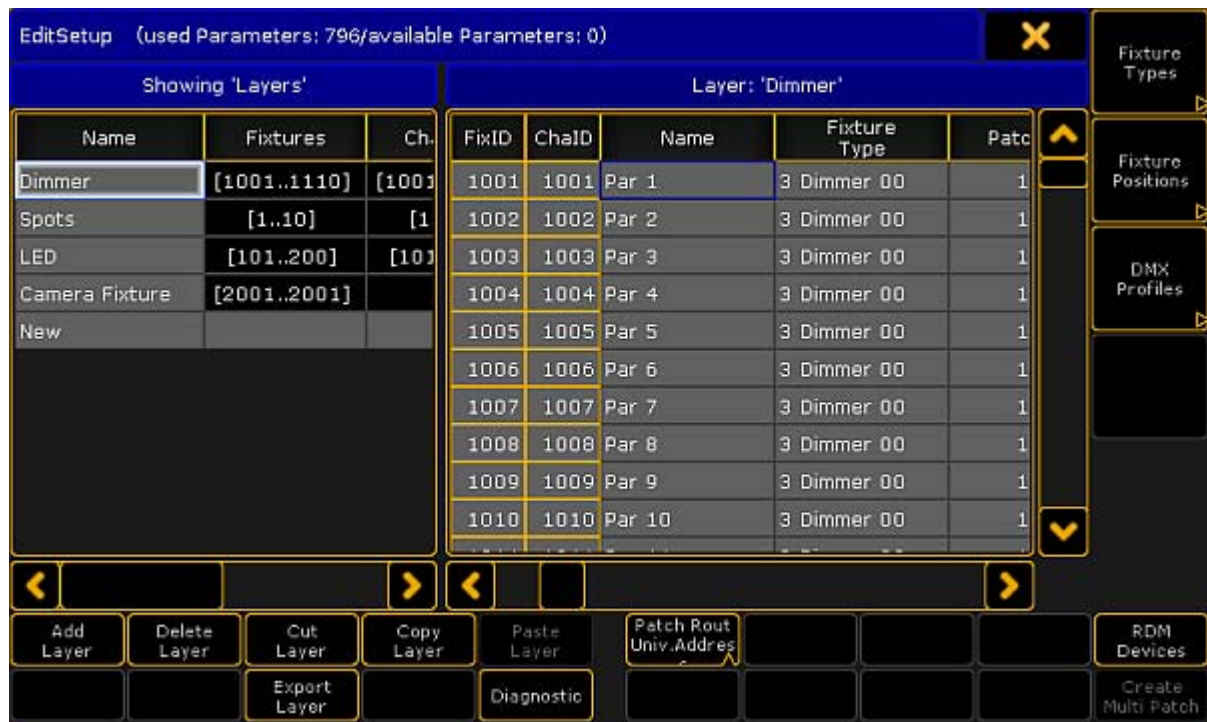 EditSetup (used Parameters: 796/available Parameters: 0)
Fixture Types
Showing 'Layers'
Layer: 'Dimmer'
Name Fixtures Ch.
FixID ChaID Name Fixture Type Patc
Dimmer [1001..1110] [1001
Spots [1..10] [1
LED [101..200] [101
Camera Fixture [2001..2001]
New
1001 1001 Par 1 3 Dimmer 00 1
1002 1002 Par 2 3 Dimmer 00 1
1003 1003 Par 3 3 Dimmer 00 1
1004 1004 Par 4 3 Dimmer 00 1
1005 1005 Par 5 3 Dimmer 00 1
1006 1006 Par 6 3 Dimmer 00 1
1007 1007 Par 7 3 Dimmer 00 1
1008 1008 Par 8 3 Dimmer 00 1
1009 1009 Par 9 3 Dimmer 00 1
1010 1010 Par 10 3 Dimmer 00 1
Fixture Positions
DMX Profiles
Add Layer
Delete Layer
Cut Layer
Copy Layer
Paste Layer
Patch Rout Univ.Addres
RDM Devices
Export Layer
Diagnostic
Create Multi Patch